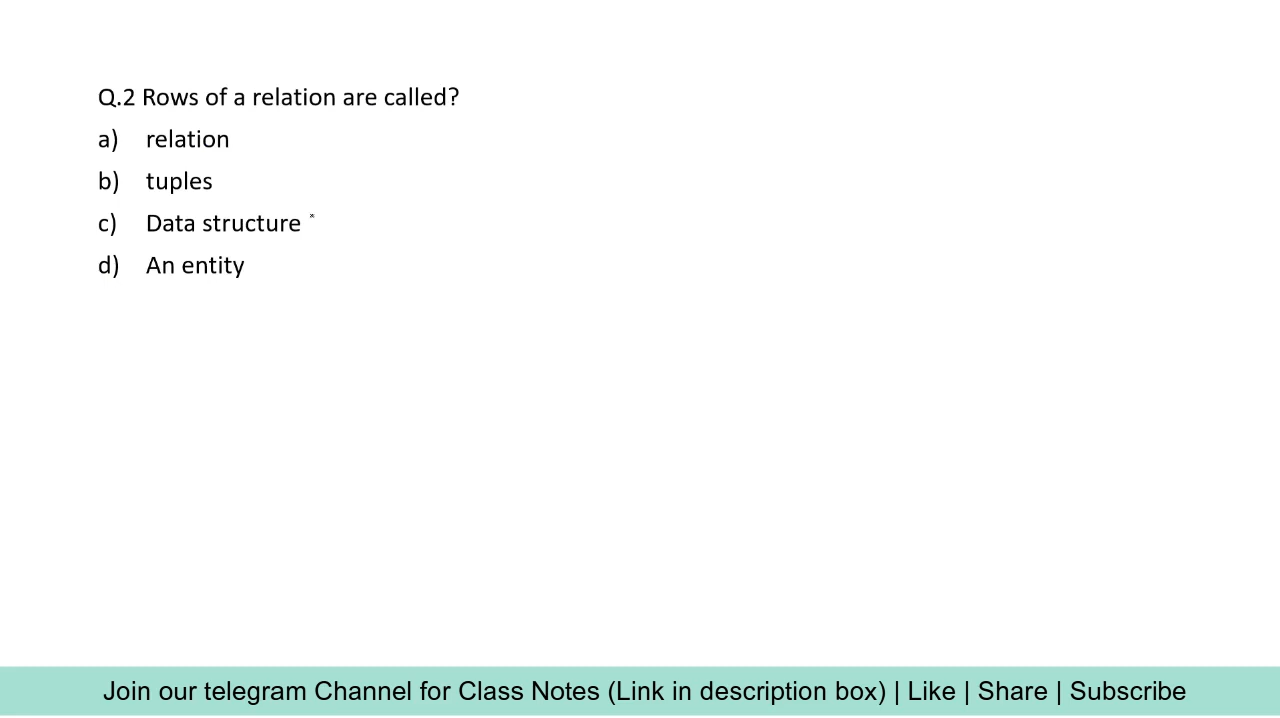 Q.2 Rows of a relation are called?
a) relation
b) tuples
c) Data structure
d) An entity
Join our telegram Channel for Class Notes (Link in description box) | Like | Share | Subscribe